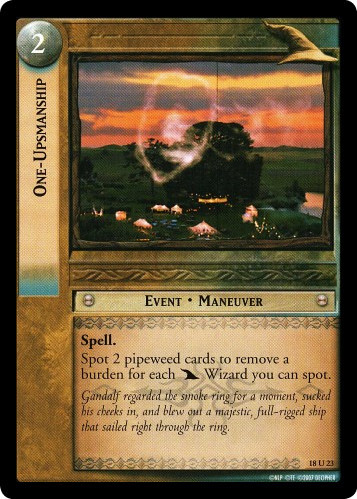 2
One-Upsmanship
Event • Maneuver
Spell.
Spot 2 pipeweed cards to remove a
burden for each Wizard you can spot.
Gandalf regarded the smoke ring for a moment, sucked
his cheeks in, and blew out a majestic, full-rigged ship
that sailed right through the ring.
18 U 23